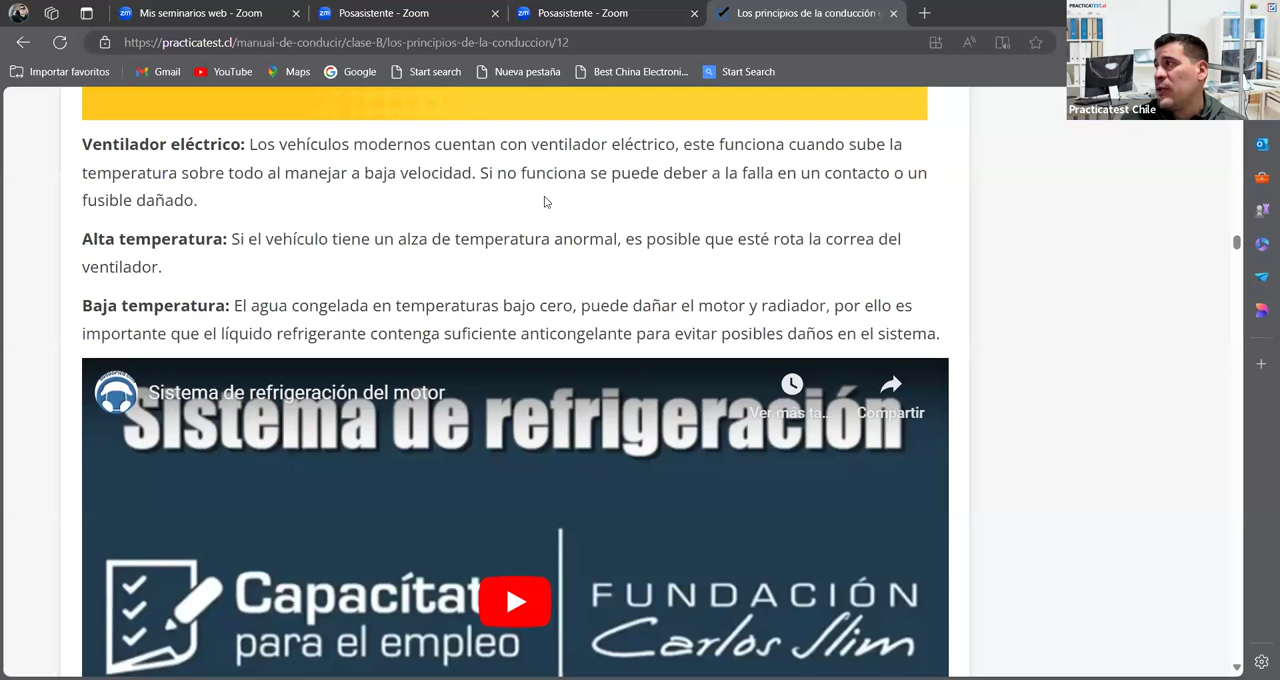 Mis seminarios web - Zoom
Posasistente - Zoom
Posasistente - Zoom
Los principios de la conducción
https://practicatest.cl/manual-de-conducir/clase-B/los-principios-de-la-conduccion/12
Importar favoritos
Gmail
YouTube
Maps
Google
Start search
Nueva pestaña
Best China Electroni...
Start Search
PRACTICATEST.cl
Practicatest Chile
Ventilador eléctrico: Los vehículos modernos cuentan con ventilador eléctrico, este funciona cuando sube la
temperatura sobre todo al manejar a baja velocidad. Si no funciona se puede deber a la falla en un contacto o un
fusible dañado.
Alta temperatura: Si el vehículo tiene un alza de temperatura anormal, es posible que esté rota la correa del
ventilador.
Baja temperatura: El agua congelada en temperaturas bajo cero, puede dañar el motor y radiador, por ello es
importante que el líquido refrigerante contenga suficiente anticongelante para evitar posibles daños en el sistema.
Sistema de refrigeración del motor
Ver más ta...
Compartir
Sistema de refrigeración
Capacítat
para el empleo
FUNDACIÓN
Carlos Slim